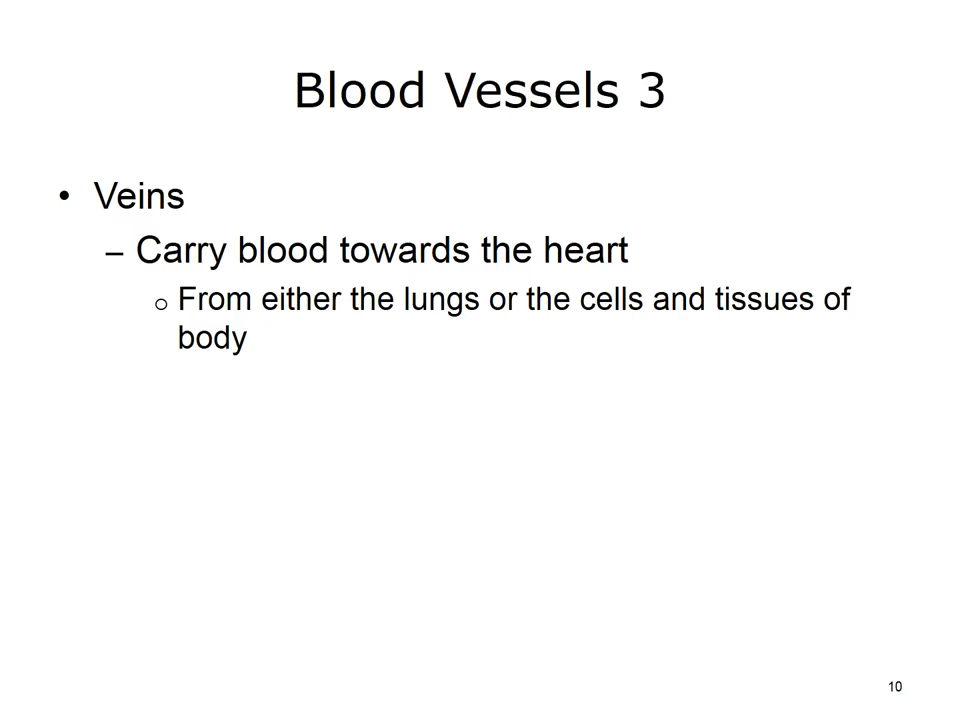 Blood Vessels 3
• Veins
– Carry blood towards the heart
o From either the lungs or the cells and tissues of
body
10